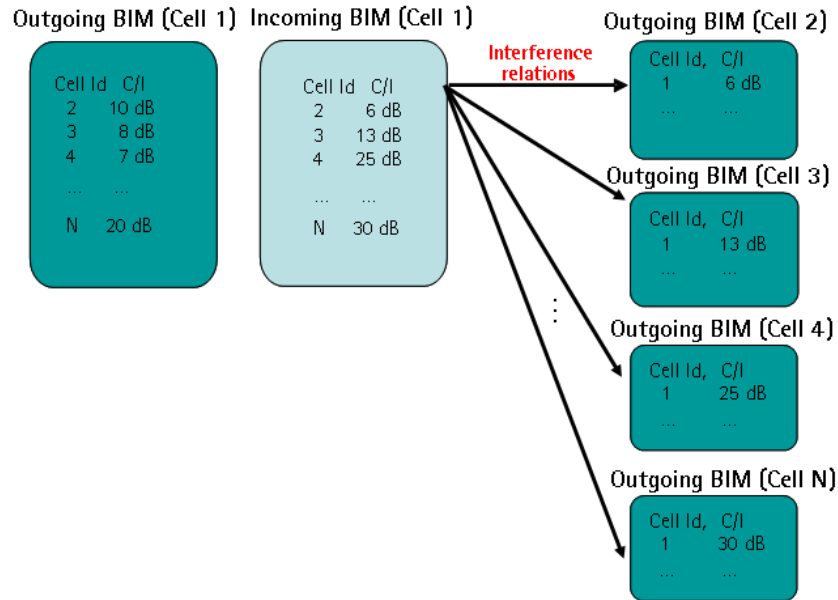 Outgoing BIM (Cell 1)
Cell Id C/I
2 10 dB
3 8 dB
4 7 dB
... ...
N 20 dB
Incoming BIM (Cell 1)
Cell Id C/I
2 6 dB
3 13 dB
4 25 dB
... ...
N 30 dB
Interference
relations
...
Outgoing BIM (Cell 2)
Cell Id, C/I
1 6 dB
... ...
Outgoing BIM (Cell 3)
Cell Id, C/I
1 13 dB
... ...
Outgoing BIM (Cell 4)
Cell Id, C/I
1 25 dB
... ...
Outgoing BIM (Cell N)
Cell Id, C/I
1 30 dB
... ...